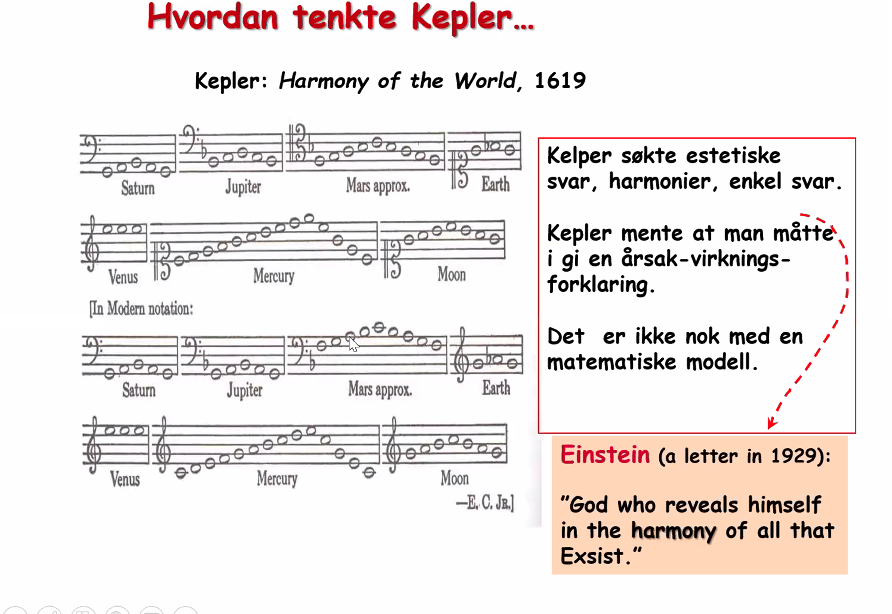 Hvordan tenkte Kepler...
Kepler: Harmony of the World, 1619
Saturn
Jupiter
Mars approx.
Earth
Venus
Mercury
Moon
[In Modern notation:
Saturn
Jupiter
Mars approx.
Earth
Venus
Mercury
Moon
—E. C. JR.]
Kelper søkte estetiske
svar, harmonier, enkel svar.
Kepler mente at man måtte
i gi en årsak-virknings-
forklaring.
Det er ikke nok med en
matematiske modell.
Einstein (a letter in 1929):
”God who reveals himself
in the harmony of all that
Exsist.”